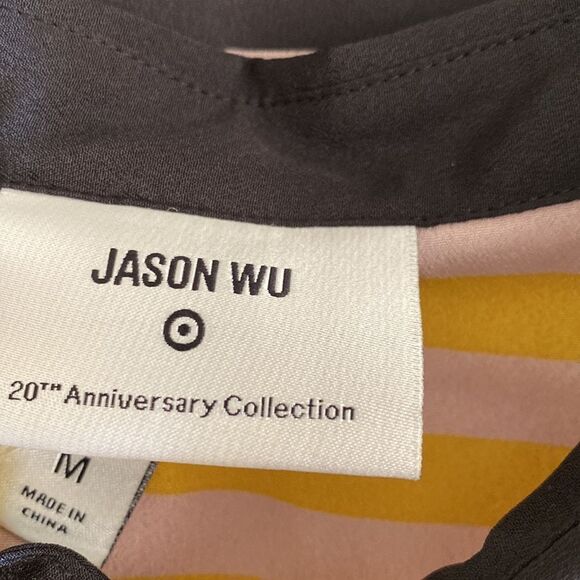 JASON WU
20TH Anniversary Collection
M
MADE IN
CHINA